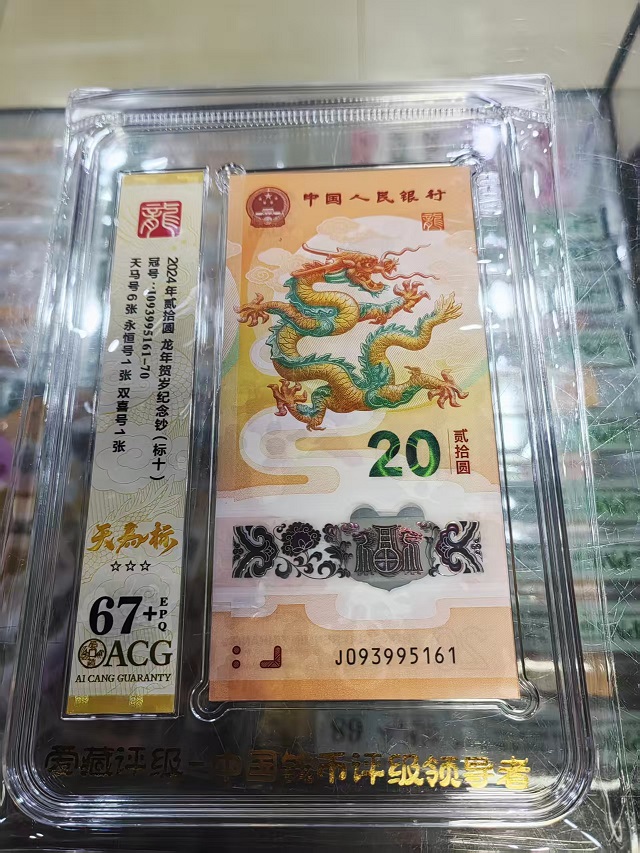 龍
2024年贰拾圆 龙年贺岁纪念钞(标十)
冠号:J093995161-70
天马号6张 永恒号1张 双喜号1张
天马标
67+
EPQ
ACG
AI CANG GUARANTY
中国人民银行
20
贰拾圆
J093995161
爱藏评级-中国钱币评级领导者